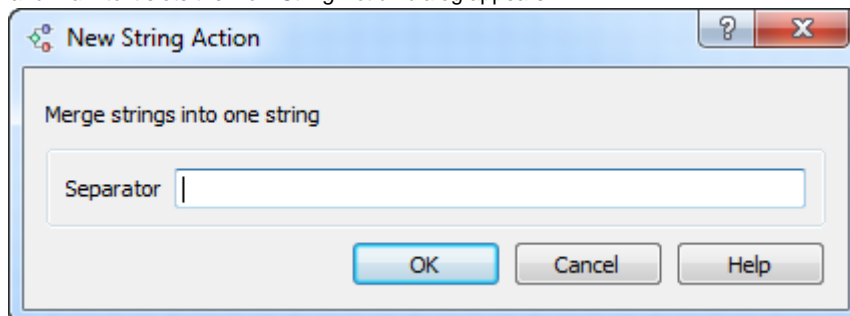 New String Action
?
X
Merge strings into one string
Separator
OK Cancel Help